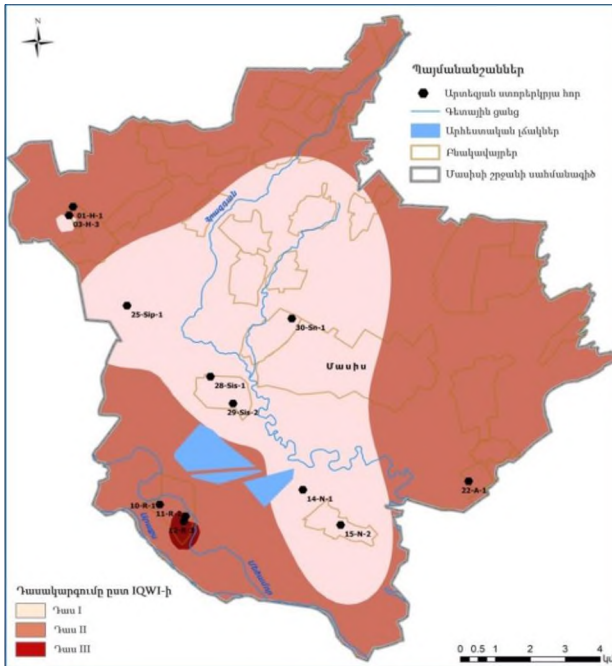 N
Պայմանանշաններ
Արտեզյան ստորերկրյա հոր
Գետային ցանց
Արհեստական լճակներ
Բնակավայրեր
Մասիսի շրջանի սահմանագիծ
01-H-1
03-H-3
Հրազդան
25-Sip-1
30-Sn-1
Մասիս
28-Sis-1
29-Sis-2
22-A-1
14-N-1
10-R-1
15-N-2
Մեծամոր
Դասակարգումը ըստ IQWI-ի
Դաս I
Դաս II
Դաս III
0 0.5 1 2 3 4